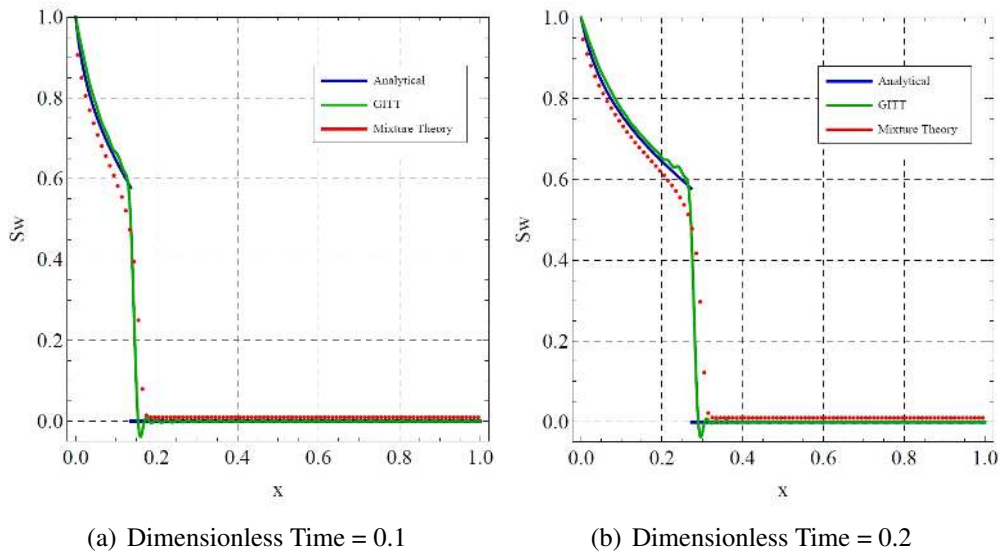 1.0
0.8
0.6
0.4
0.2
0.0
Sw
0.0 0.2 0.4 0.6 0.8 1.0
x
Analytical
GITT
Mixture Theory
(a) Dimensionless Time = 0.1
1.0
0.8
0.6
0.4
0.2
0.0
Sw
0.0 0.2 0.4 0.6 0.8 1.0
x
Analytical
GITT
Mixture Theory
(b) Dimensionless Time = 0.2